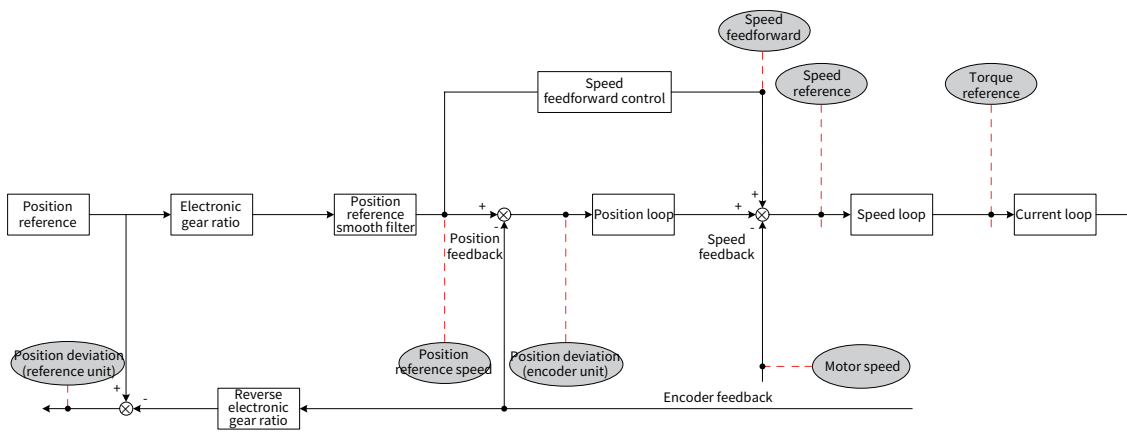 Speed
feedforward
Speed
feedforward control
Speed
reference
Torque
reference
Position
reference
Electronic
gear ratio
Position
reference
smooth filter
+
-
Position
feedback
Position loop
+
+
-
Speed
feedback
Speed loop
Current loop
Position deviation
(reference unit)
Position
reference speed
Position deviation
(encoder unit)
Motor speed
+
-
Reverse
electronic
gear ratio
Encoder feedback